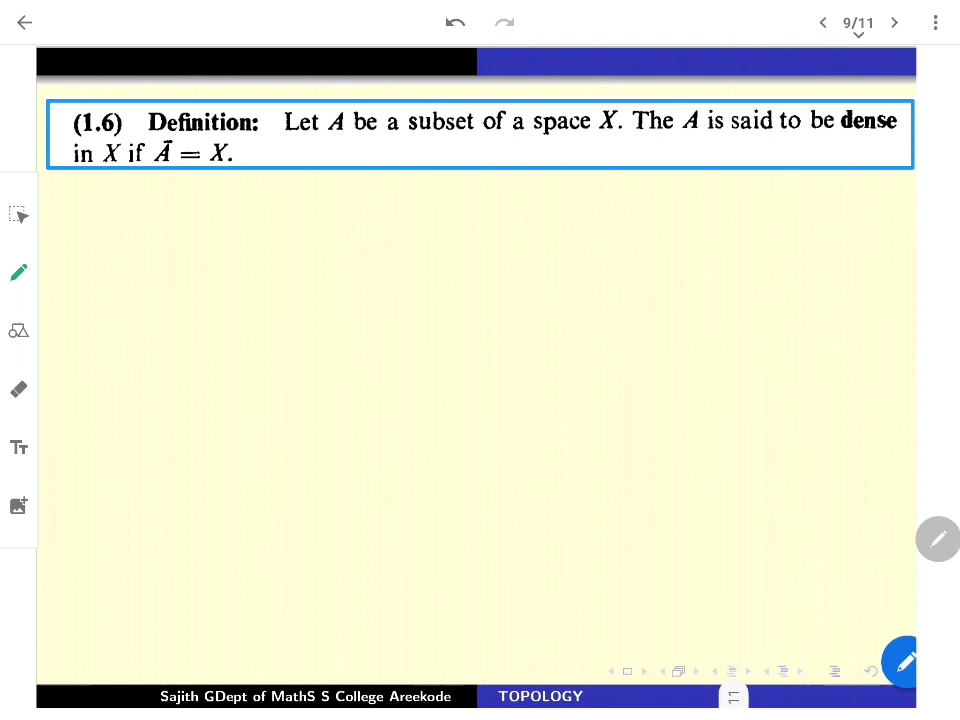 9/11
(1.6) Definition: Let A be a subset of a space X. The A is said to be dense
in X if Ā = X.
Sajith GDept of MathS S College Areekode
TOPOLOGY
11